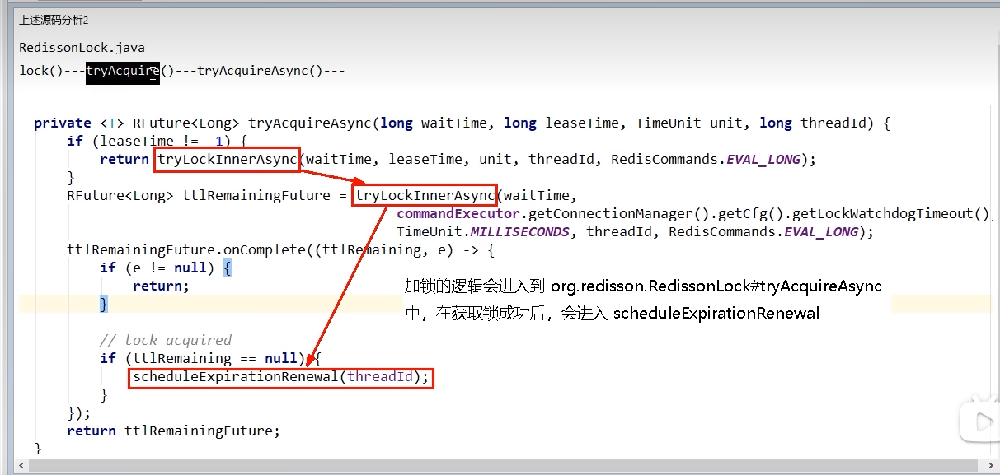 上述源码分析2
RedissonLock.java
lock()---tryAcquire()---tryAcquireAsync()---
private <T> RFuture<Long> tryAcquireAsync(long waitTime, long leaseTime, TimeUnit unit, long threadId) {
if (leaseTime != -1) {
return tryLockInnerAsync(waitTime, leaseTime, unit, threadId, RedisCommands.EVAL_LONG);
}
RFuture<Long> ttlRemainingFuture = tryLockInnerAsync(waitTime,
commandExecutor.getConnectionManager().getCfg().getLockWatchdogTimeout(),
TimeUnit.MILLISECONDS, threadId, RedisCommands.EVAL_LONG);
ttlRemainingFuture.onComplete((ttlRemaining, e) -> {
if (e != null) {
return;
}
加锁的逻辑会进入到 org.redisson.RedissonLock#tryAcquireAsync
中，在获取锁成功后，会进入 scheduleExpirationRenewal
// lock acquired
if (ttlRemaining == null) {
scheduleExpirationRenewal(threadId);
}
});
return ttlRemainingFuture;
}